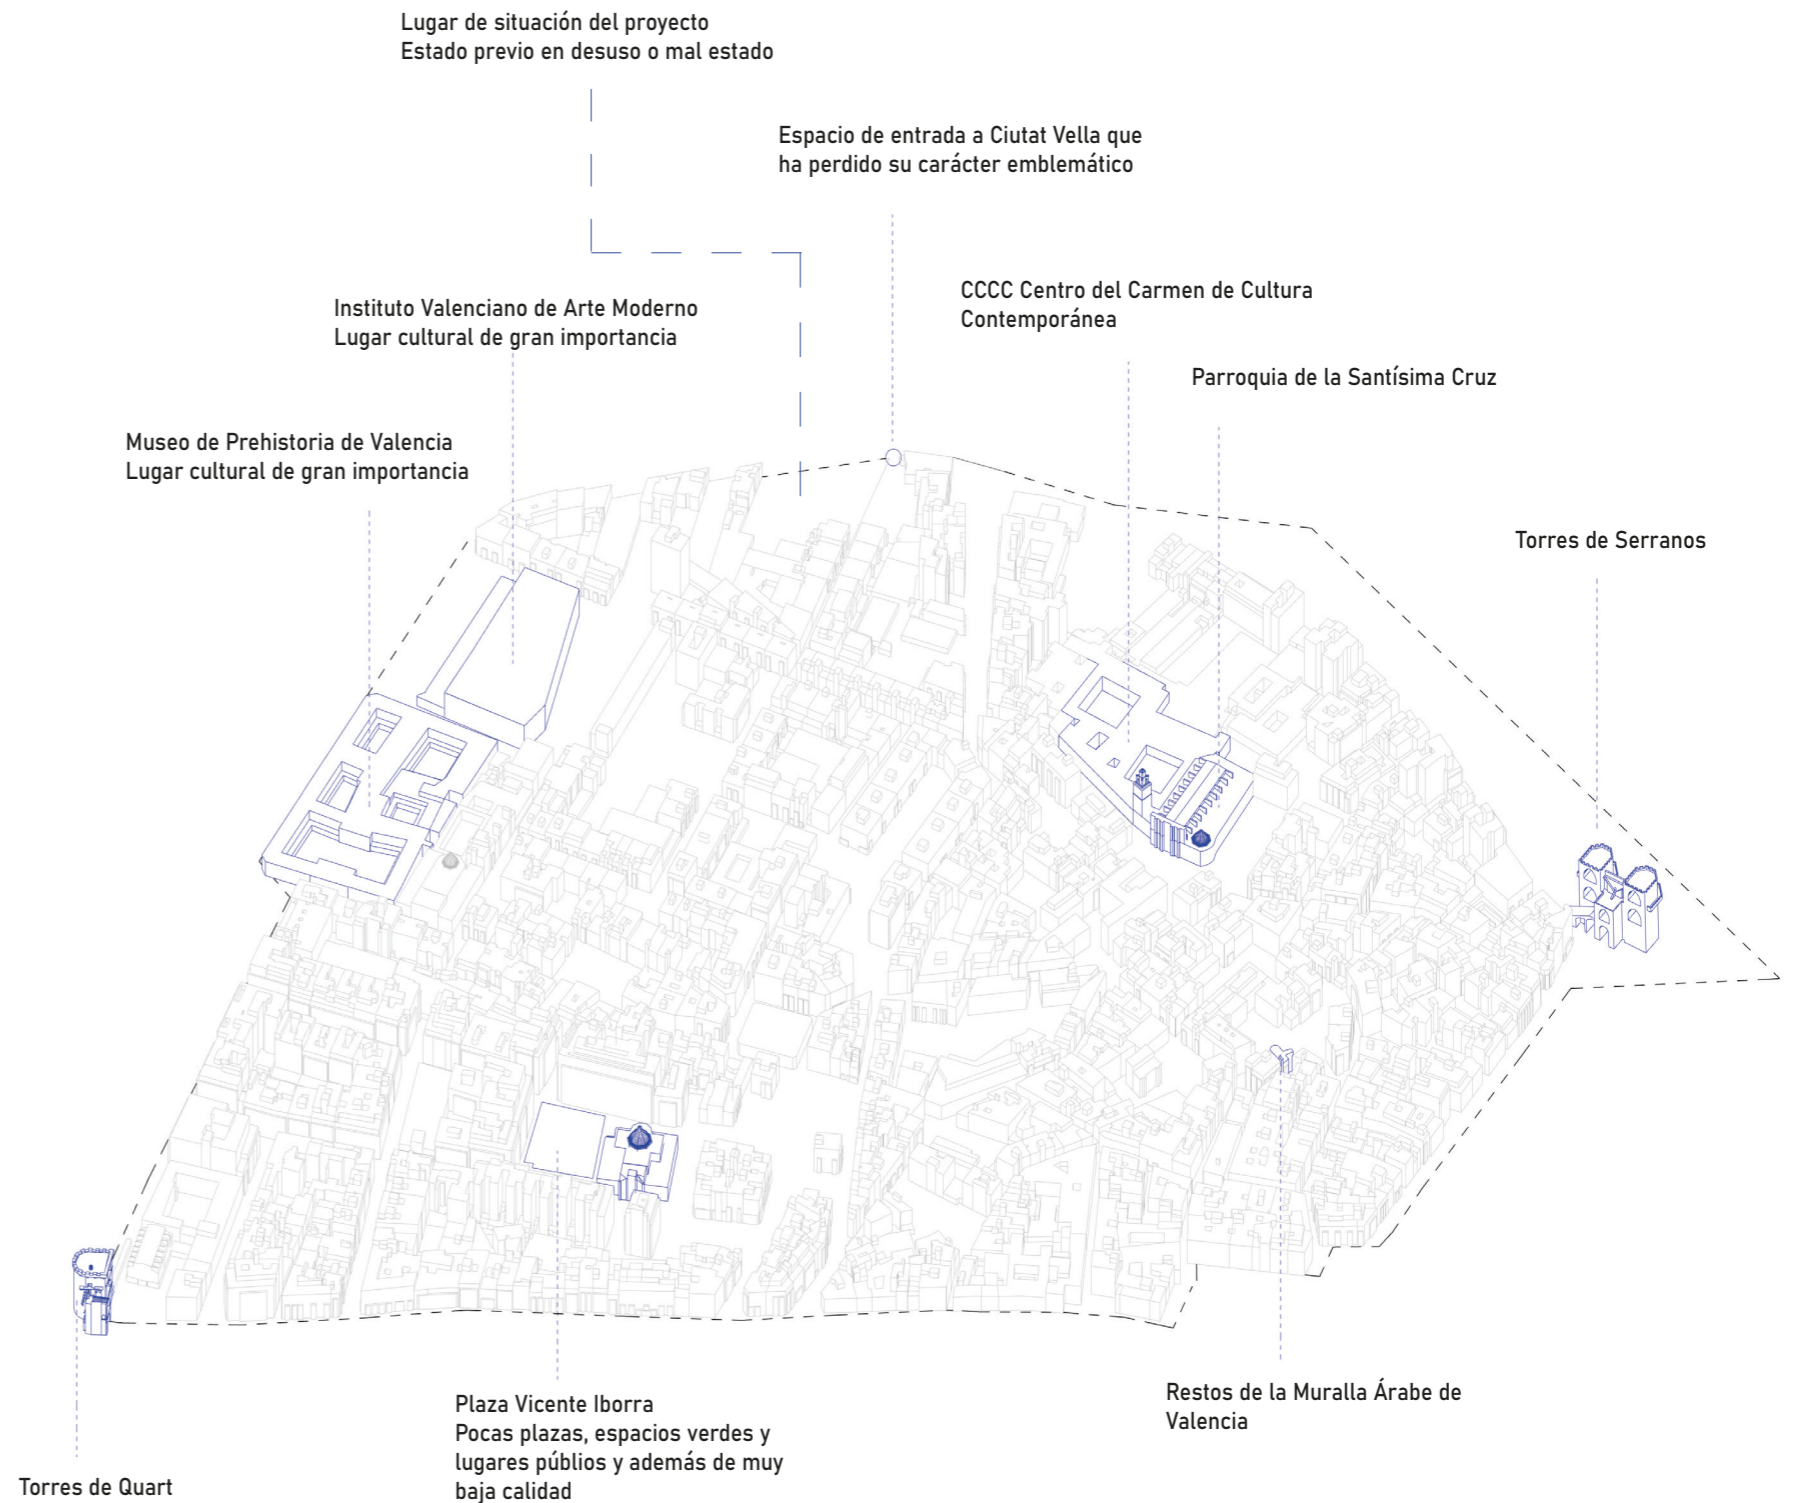 Lugar de situación del proyecto
Estado previo en desuso o mal estado
Espacio de entrada a Ciutat Vella que
ha perdido su carácter emblemático
CCCC Centro del Carmen de Cultura
Contemporánea
Instituto Valenciano de Arte Moderno
Lugar cultural de gran importancia
Parroquia de la Santísima Cruz
Museo de Prehistoria de Valencia
Lugar cultural de gran importancia
Torres de Serranos
Restos de la Muralla Árabe de
Valencia
Plaza Vicente Iborra
Pocas plazas, espacios verdes y
lugares públios y además de muy
baja calidad
Torres de Quart